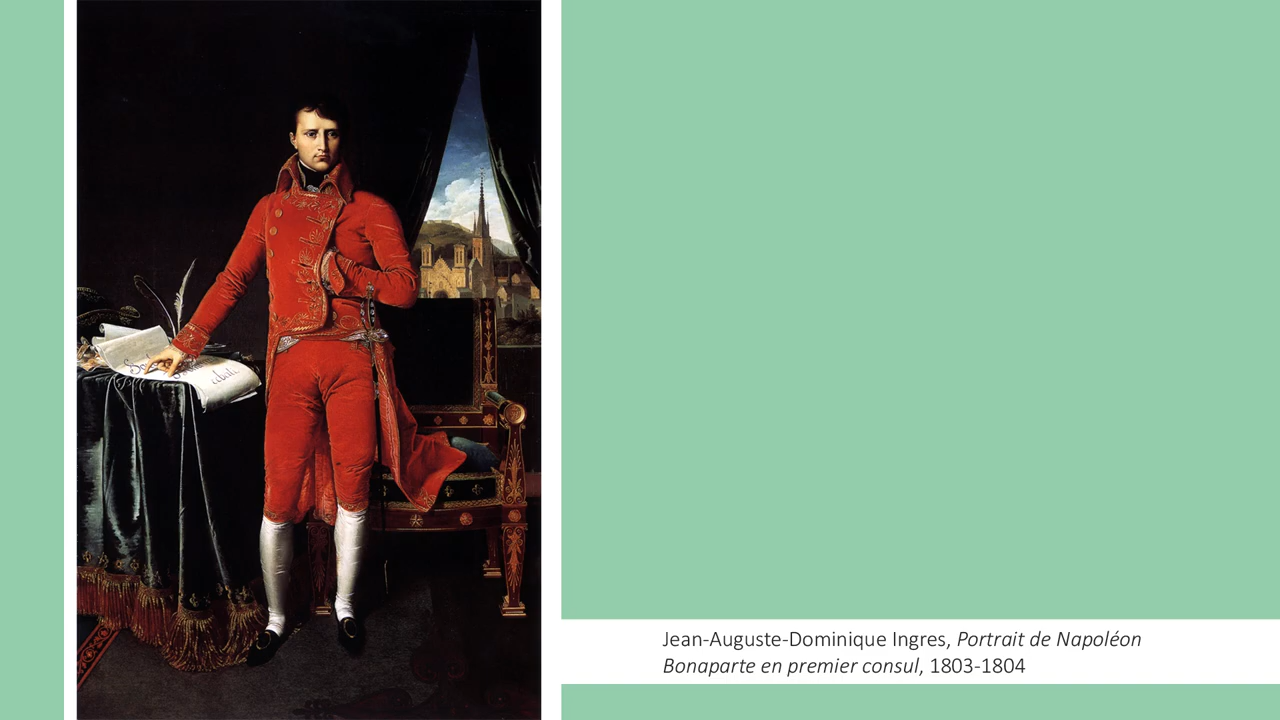 Jean-Auguste-Dominique Ingres, Portrait de Napoléon
Bonaparte en premier consul, 1803-1804